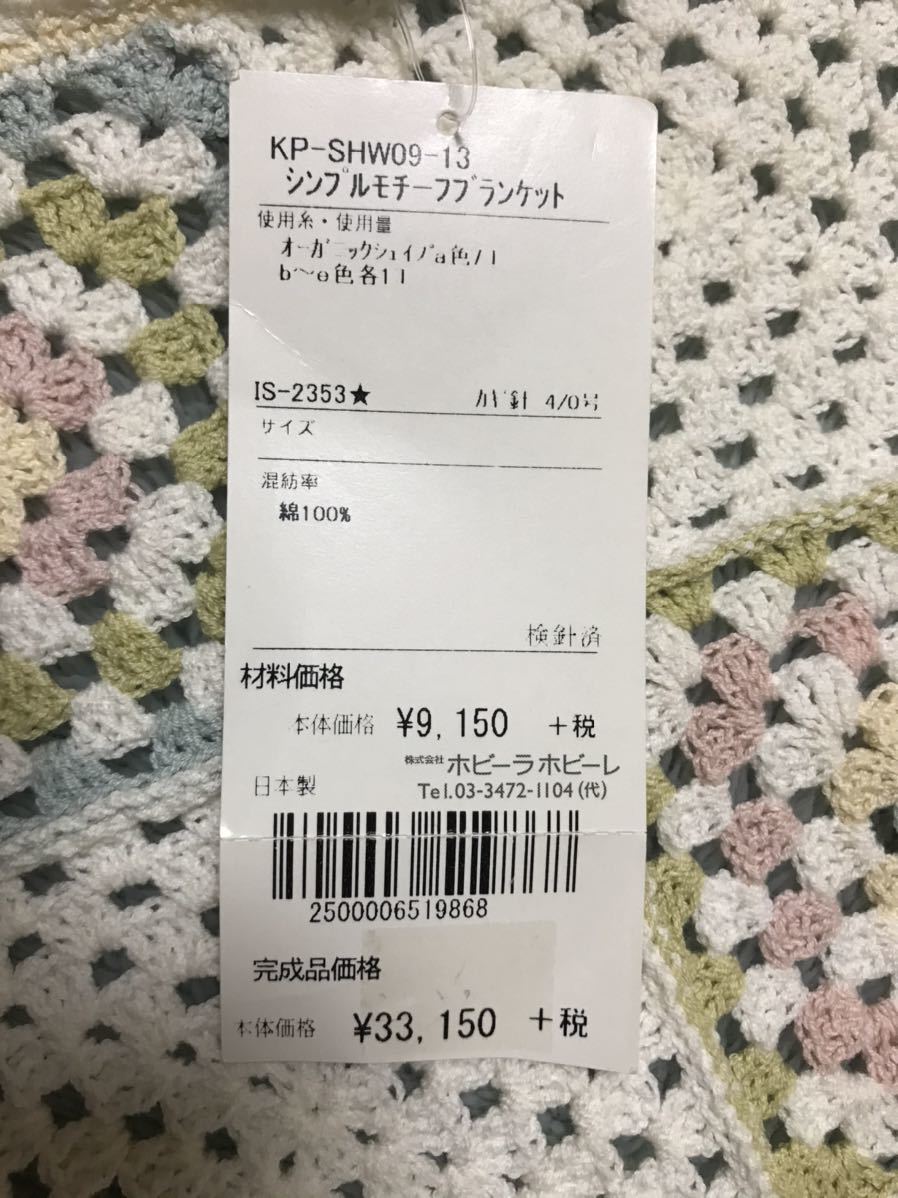 KP-SHW09-13
シンプルモチーフブランケット
使用糸・使用量
オーガニックシェイプa色71
b～e色各11
IS-2353★ カギ針 4/0号
サイズ
混紡率
綿100%
検針済
材料価格
本体価格 ¥9,150 +税
株式会社 ホビーラホビーレ
日本製 Tel.03-3472-1104(代)
2500006519868
完成品価格
本体価格 ¥33,150 +税